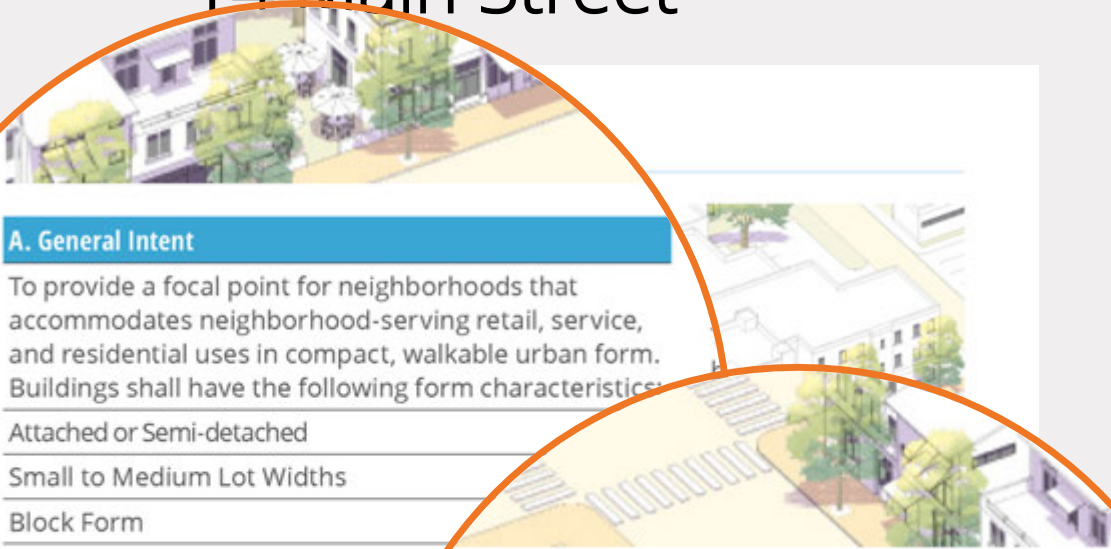 Main Street
A. General Intent
To provide a focal point for neighborhoods that
accommodates neighborhood-serving retail, service,
and residential uses in compact, walkable urban form.
Buildings shall have the following form characteristics:
Attached or Semi-detached
Small to Medium Lot Widths
Block Form